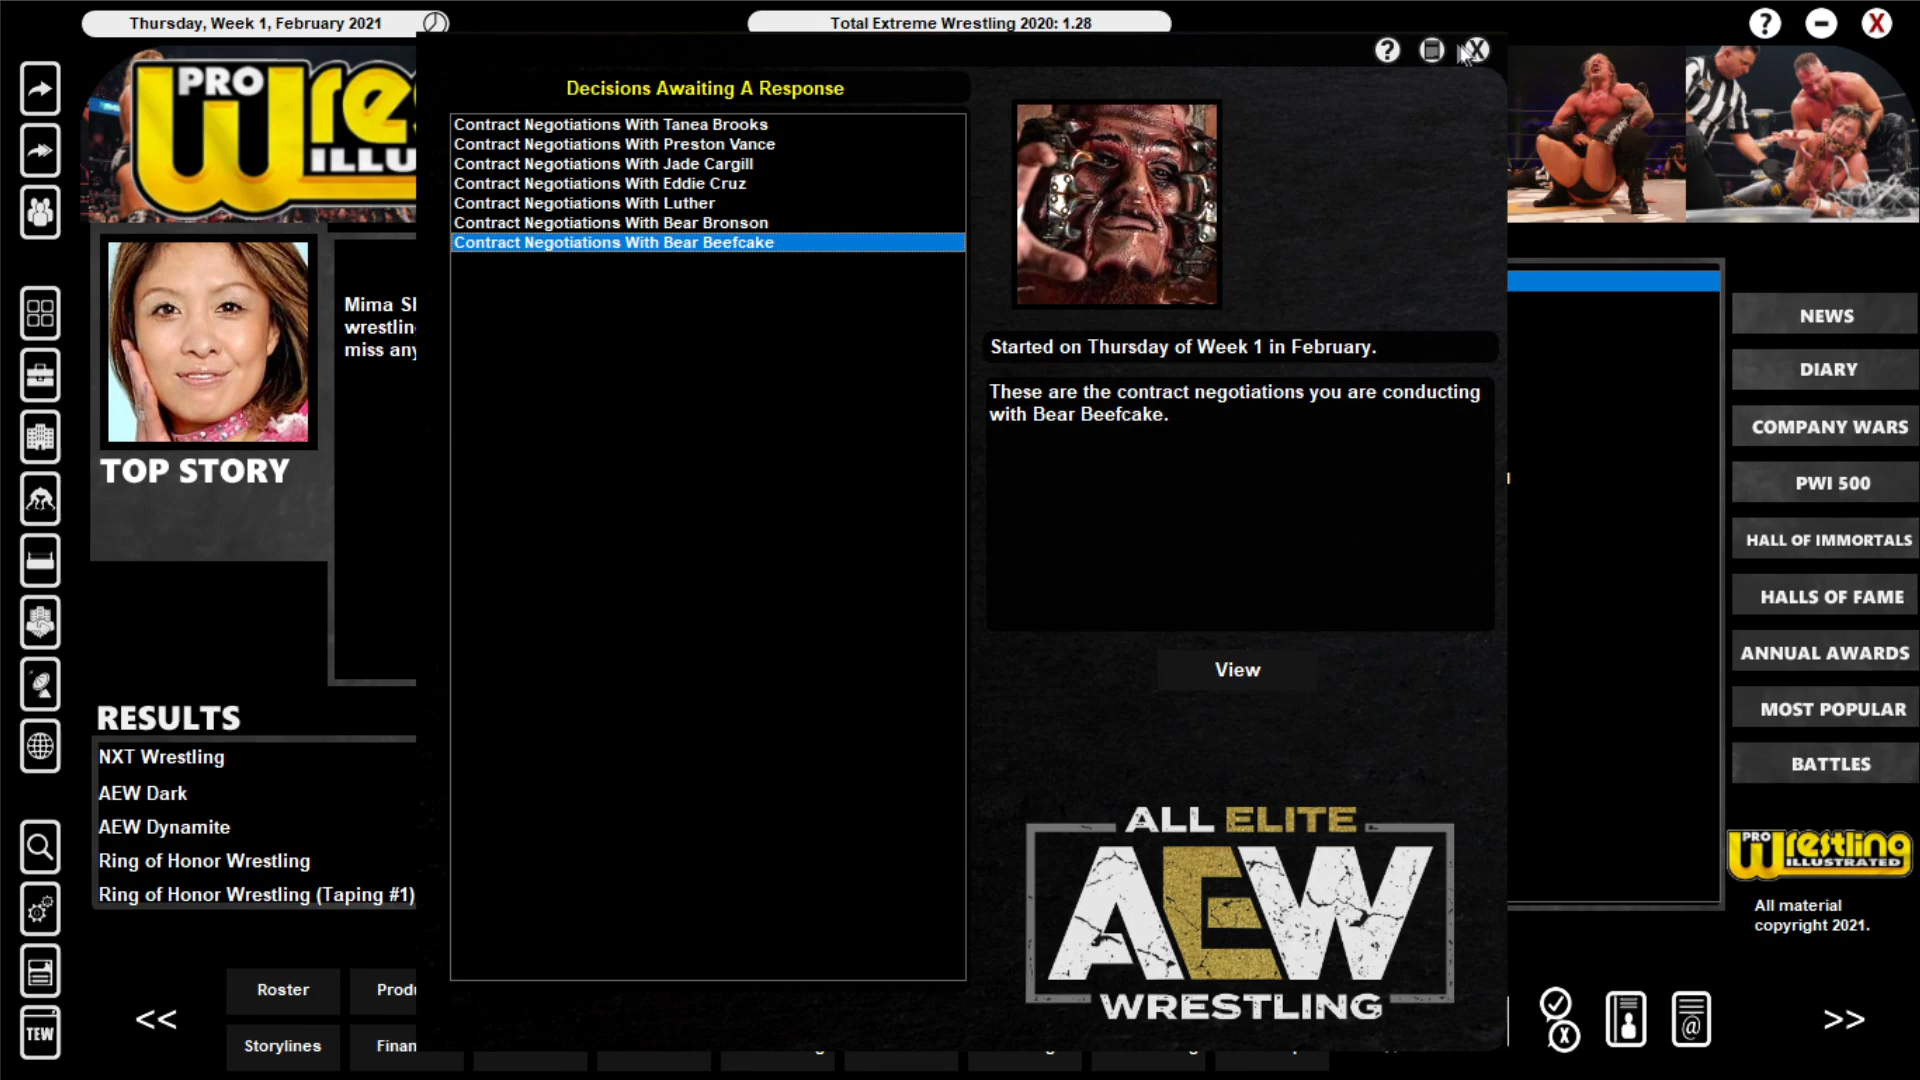 Thursday, Week 1, February 2021
Total Extreme Wrestling 2020: 1.28
PRO
Wre
ILLU
TOP STORY
wrestlin
miss any
RESULTS
NXT Wrestling
AEW Dark
AEW Dynamite
Ring of Honor Wrestling
Ring of Honor Wrestling (Taping #1)
Decisions Awaiting A Response
Contract Negotiations With Tanea Brooks
Contract Negotiations With Preston Vance
Contract Negotiations With Jade Cargill
Contract Negotiations With Eddie Cruz
Contract Negotiations With Luther
Contract Negotiations With Bear Bronson
Contract Negotiations With Bear Beefcake
Started on Thursday of Week 1 in February.
These are the contract negotiations you are conducting
with Bear Beefcake.
View
ALL ELITE
AEW
WRESTLING
NEWS
DIARY
COMPANY WARS
PWI 500
HALL OF IMMORTALS
HALLS OF FAME
ANNUAL AWARDS
MOST POPULAR
BATTLES
PRO
Wrestling
ILLUSTRATED
All material
copyright 2021.
<<
Roster
Produ
Storylines
Finan
>>
TEW